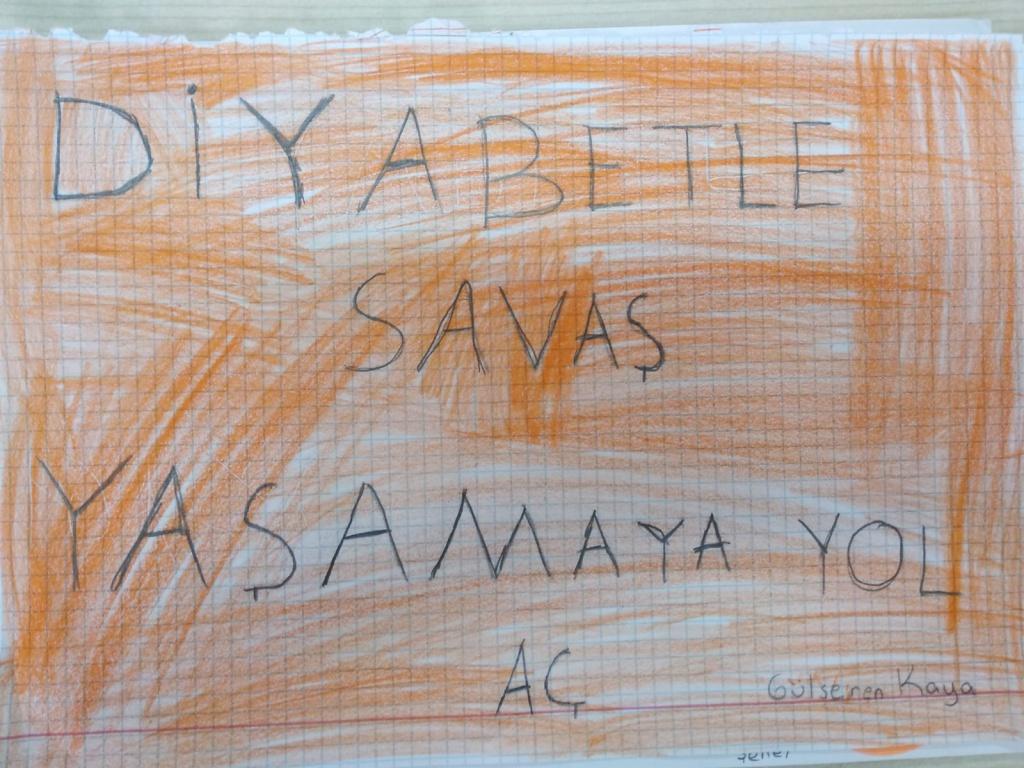 DİYABETLE
SAVAŞ
YAŞAMAYA YOL
AÇ
Gülseren Kaya